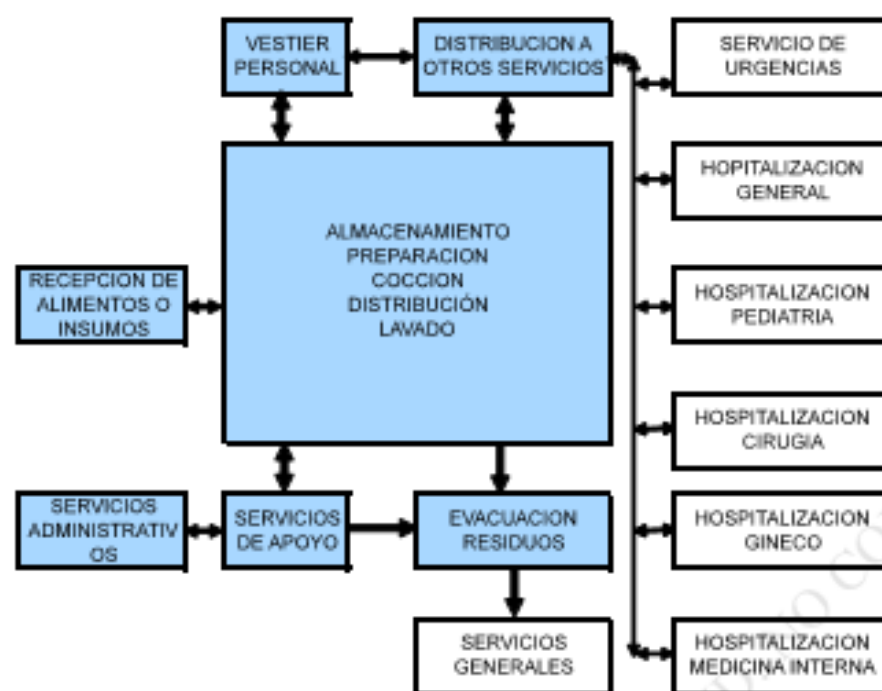 VESTIER
PERSONAL
DISTRIBUCION A
OTROS SERVICIOS
SERVICIO DE
URGENCIAS
HOPITALIZACION
GENERAL
ALMACENAMIENTO
PREPARACION
COCCION
DISTRIBUCIÓN
LAVADO
RECEPCION DE
ALIMENTOS O
INSUMOS
HOSPITALIZACION
PEDIATRIA
HOSPITALIZACION
CIRUGIA
SERVICIOS
ADMINISTRATIV
OS
SERVICIOS
DE APOYO
EVACUACION
RESIDUOS
HOSPITALIZACION
GINECO
SERVICIOS
GENERALES
HOSPITALIZACION
MEDICINA INTERNA